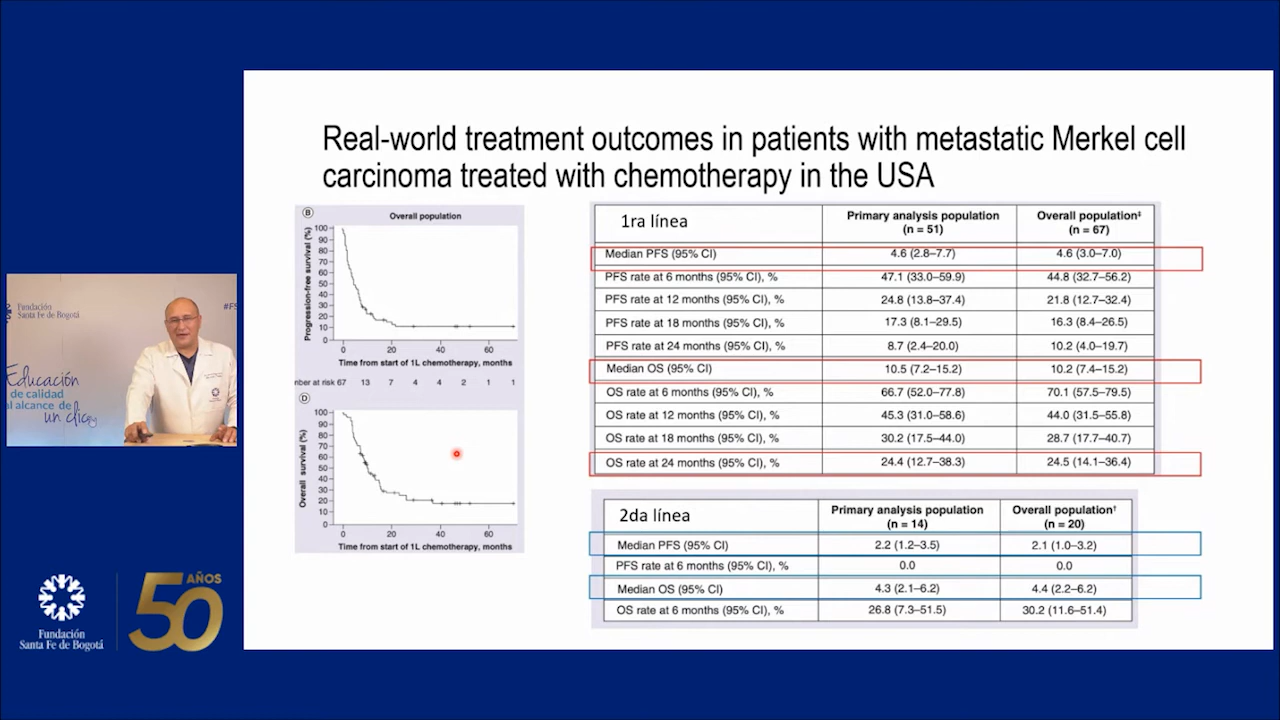 Real-world treatment outcomes in patients with metastatic Merkel cell
carcinoma treated with chemotherapy in the USA
B
Overall population
Progression-free survival (%)
100
90
80
70
60
50
40
30
20
10
0
0 20 40 60
Time from start of 1L chemotherapy, months
nber at risk 67 13 7 4 4 2 1 1
D
Overall survival (%)
100
90
80
70
60
50
40
30
20
10
0
0 20 40 60
Time from start of 1L chemotherapy, months
1ra línea Primary analysis population (n = 51) Overall population‡ (n = 67)
Median PFS (95% CI) 4.6 (2.8–7.7) 4.6 (3.0–7.0)
PFS rate at 6 months (95% CI), % 47.1 (33.0–59.9) 44.8 (32.7–56.2)
PFS rate at 12 months (95% CI), % 24.8 (13.8–37.4) 21.8 (12.7–32.4)
PFS rate at 18 months (95% CI), % 17.3 (8.1–29.5) 16.3 (8.4–26.5)
PFS rate at 24 months (95% CI), % 8.7 (2.4–20.0) 10.2 (4.0–19.7)
Median OS (95% CI) 10.5 (7.2–15.2) 10.2 (7.4–15.2)
OS rate at 6 months (95% CI), % 66.7 (52.0–77.8) 70.1 (57.5–79.5)
OS rate at 12 months (95% CI), % 45.3 (31.0–58.6) 44.0 (31.5–55.8)
OS rate at 18 months (95% CI), % 30.2 (17.5–44.0) 28.7 (17.7–40.7)
OS rate at 24 months (95% CI), % 24.4 (12.7–38.3) 24.5 (14.1–36.4)
2da línea Primary analysis population (n = 14) Overall population† (n = 20)
Median PFS (95% CI) 2.2 (1.2–3.5) 2.1 (1.0–3.2)
PFS rate at 6 months (95% CI), % 0.0 0.0
Median OS (95% CI) 4.3 (2.1–6.2) 4.4 (2.2–6.2)
OS rate at 6 months (95% CI), % 26.8 (7.3–51.5) 30.2 (11.6–51.4)
Fundación
Santa Fe de Bogotá
#FS
Educación
de calidad
al alcance de
un clic
Fundación
Santa Fe de Bogotá
50 AÑOS